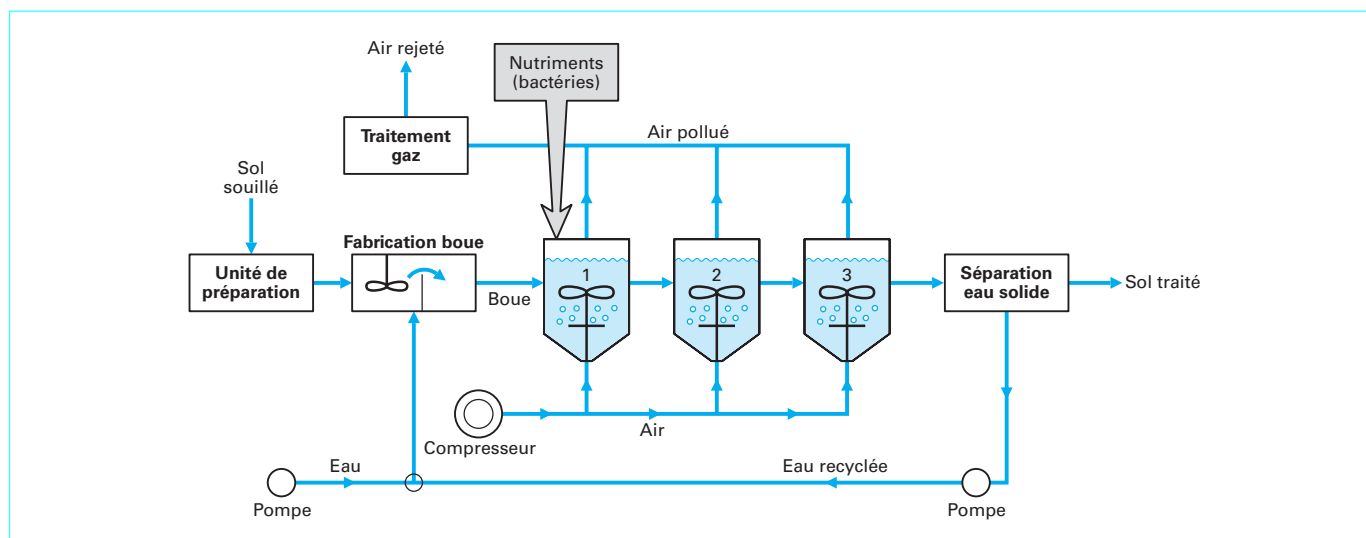 Air rejeté
Nutriments
(bactéries)
Traitement
gaz
Air pollué
Sol
souillé
Fabrication boue
Unité de
préparation
Boue
1
2
3
Séparation
eau solide
Sol traité
Compresseur
Air
Eau
Eau recyclée
Pompe
Pompe